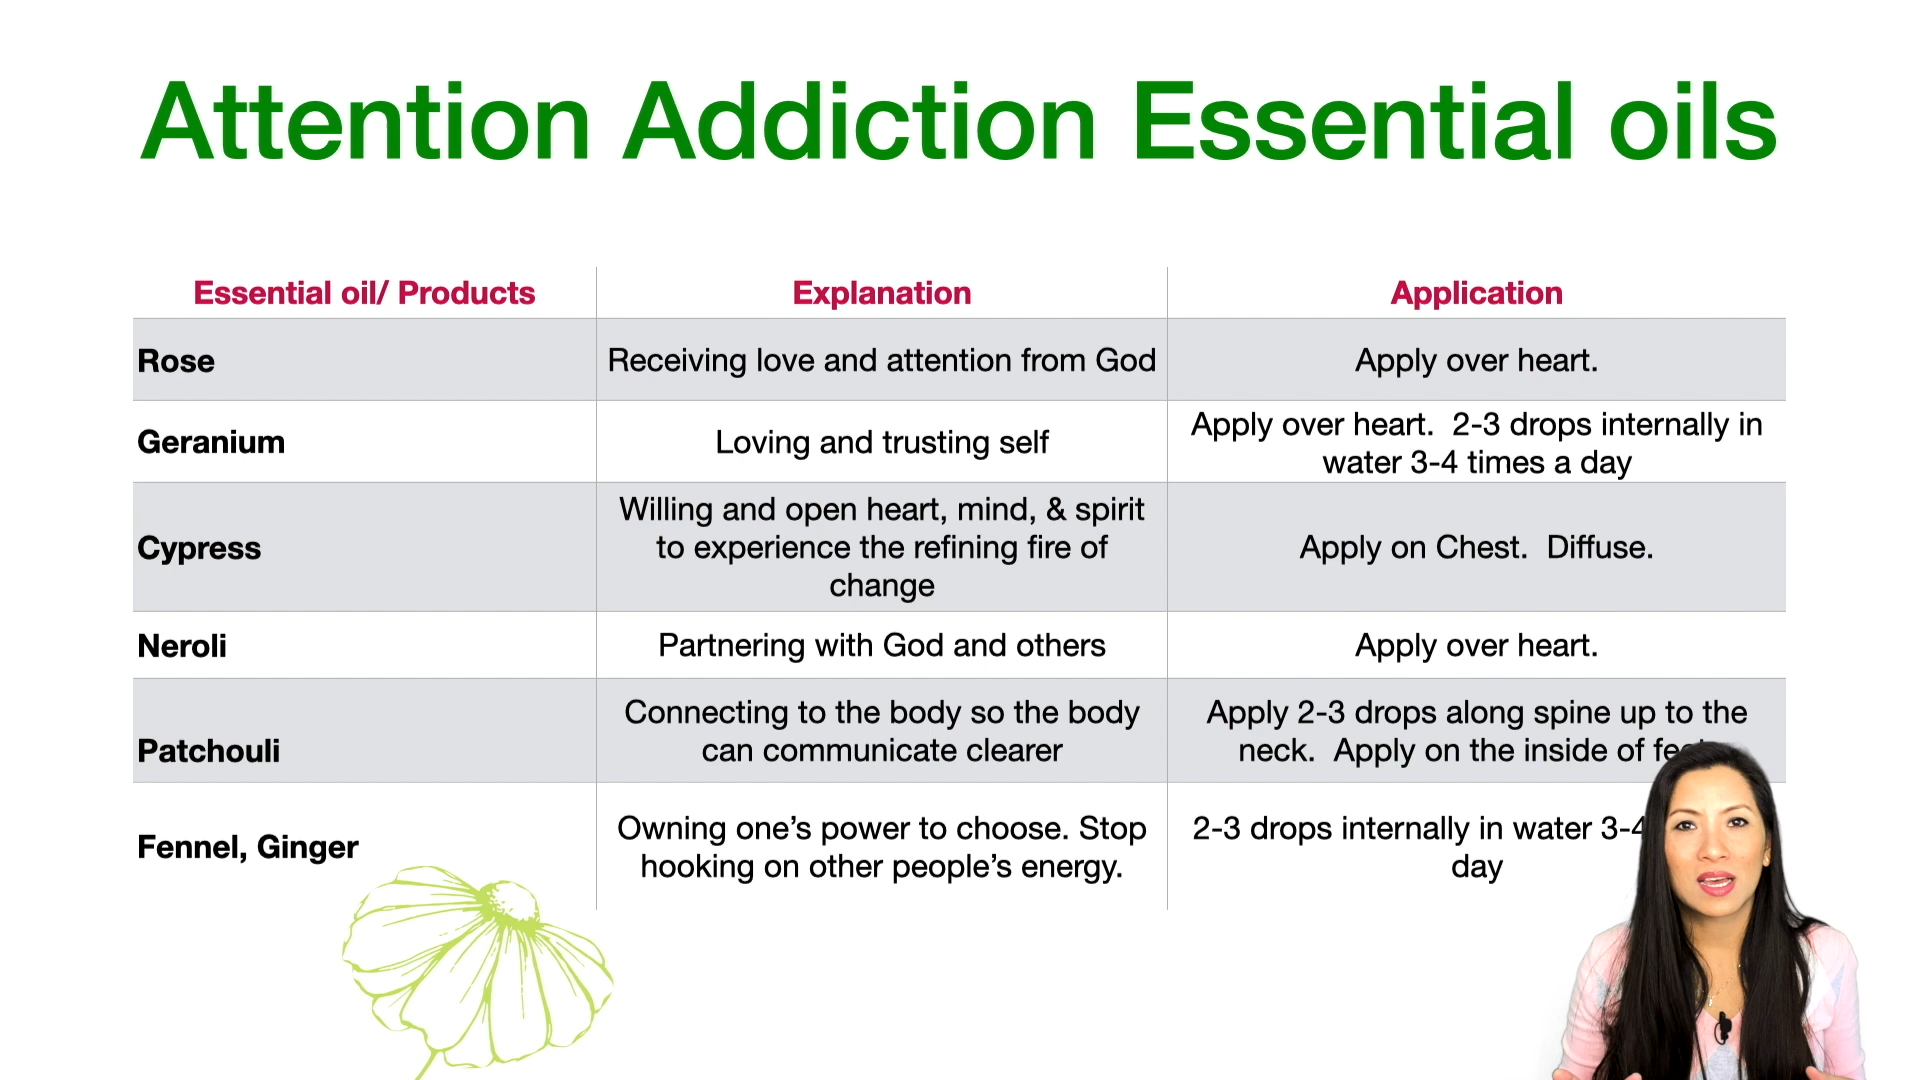 Attention Addiction Essential oils
Essential oil/ Products
Explanation
Application
Rose
Receiving love and attention from God
Apply over heart.
Geranium
Loving and trusting self
Apply over heart. 2-3 drops internally in
water 3-4 times a day
Cypress
Willing and open heart, mind, & spirit
to experience the refining fire of
change
Apply on Chest. Diffuse.
Neroli
Partnering with God and others
Apply over heart.
Patchouli
Connecting to the body so the body
can communicate clearer
Apply 2-3 drops along spine up to the
neck. Apply on the inside of
Fennel, Ginger
Owning one’s power to choose. Stop
hooking on other people’s energy.
2-3 drops internally in water 3-4
day